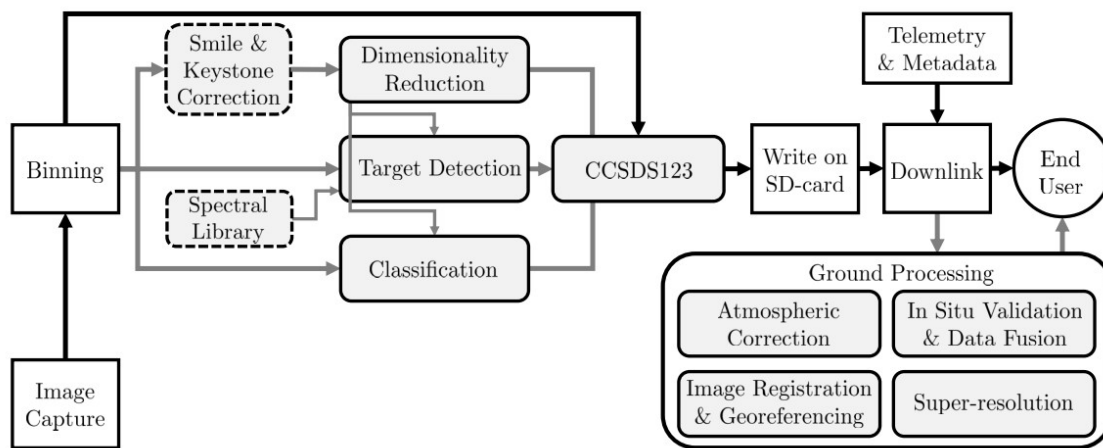 Smile &
Keystone
Correction
Dimensionality
Reduction
Telemetry
& Metadata
Binning
Target Detection
CCSDS123
Write on
SD-card
Downlink
End
User
Spectral
Library
Classification
Ground Processing
Atmospheric
Correction
In Situ Validation
& Data Fusion
Image
Capture
Image Registration
& Georeferencing
Super-resolution